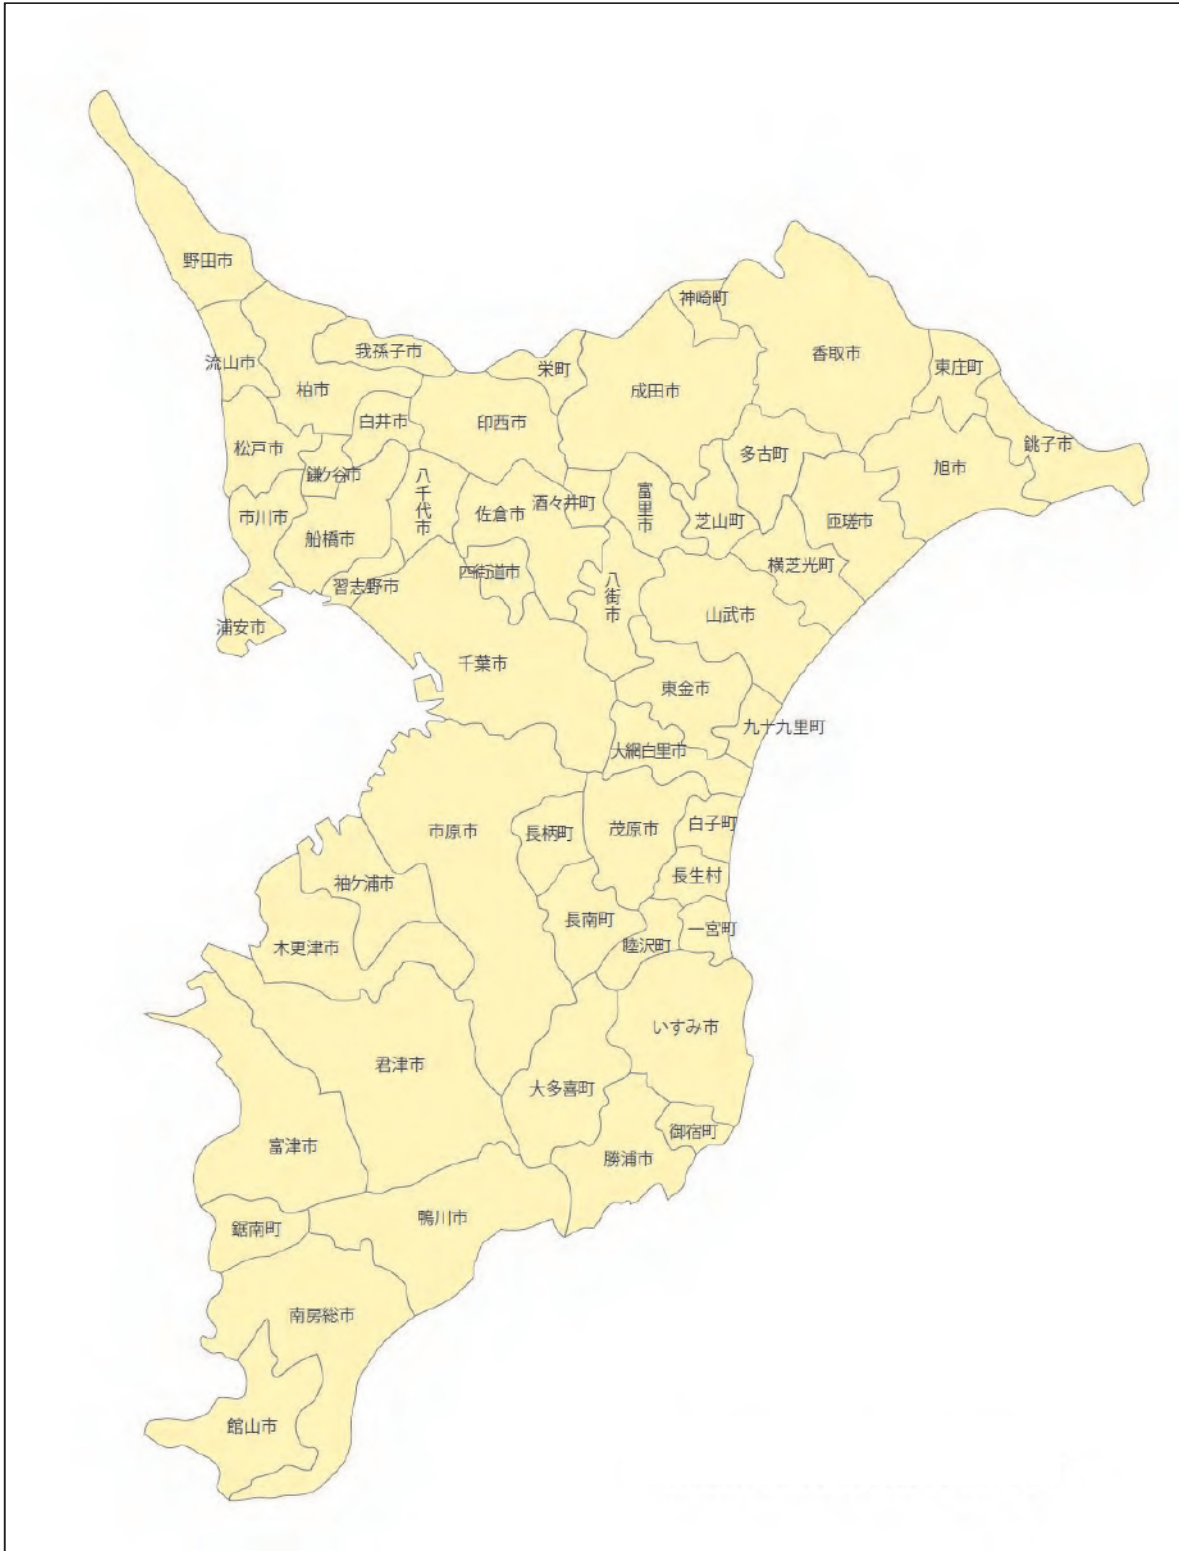 野田市
神崎町
流山市
我孫子市
香取市
東庄町
栄町
成田市
柏市
白井市
印西市
松戸市
鎌ケ谷市
八千代市
多古町
銚子市
旭市
市川市
船橋市
佐倉市
酒々井町
富里市
芝山町
匝瑳市
横芝光町
習志野市
四街道市
八街市
山武市
浦安市
千葉市
東金市
九十九里町
大網白里市
市原市
長柄町
茂原市
白子町
袖ケ浦市
長生村
木更津市
長南町
睦沢町
一宮町
いすみ市
君津市
大多喜町
富津市
勝浦市
御宿町
鋸南町
鴨川市
南房総市
館山市